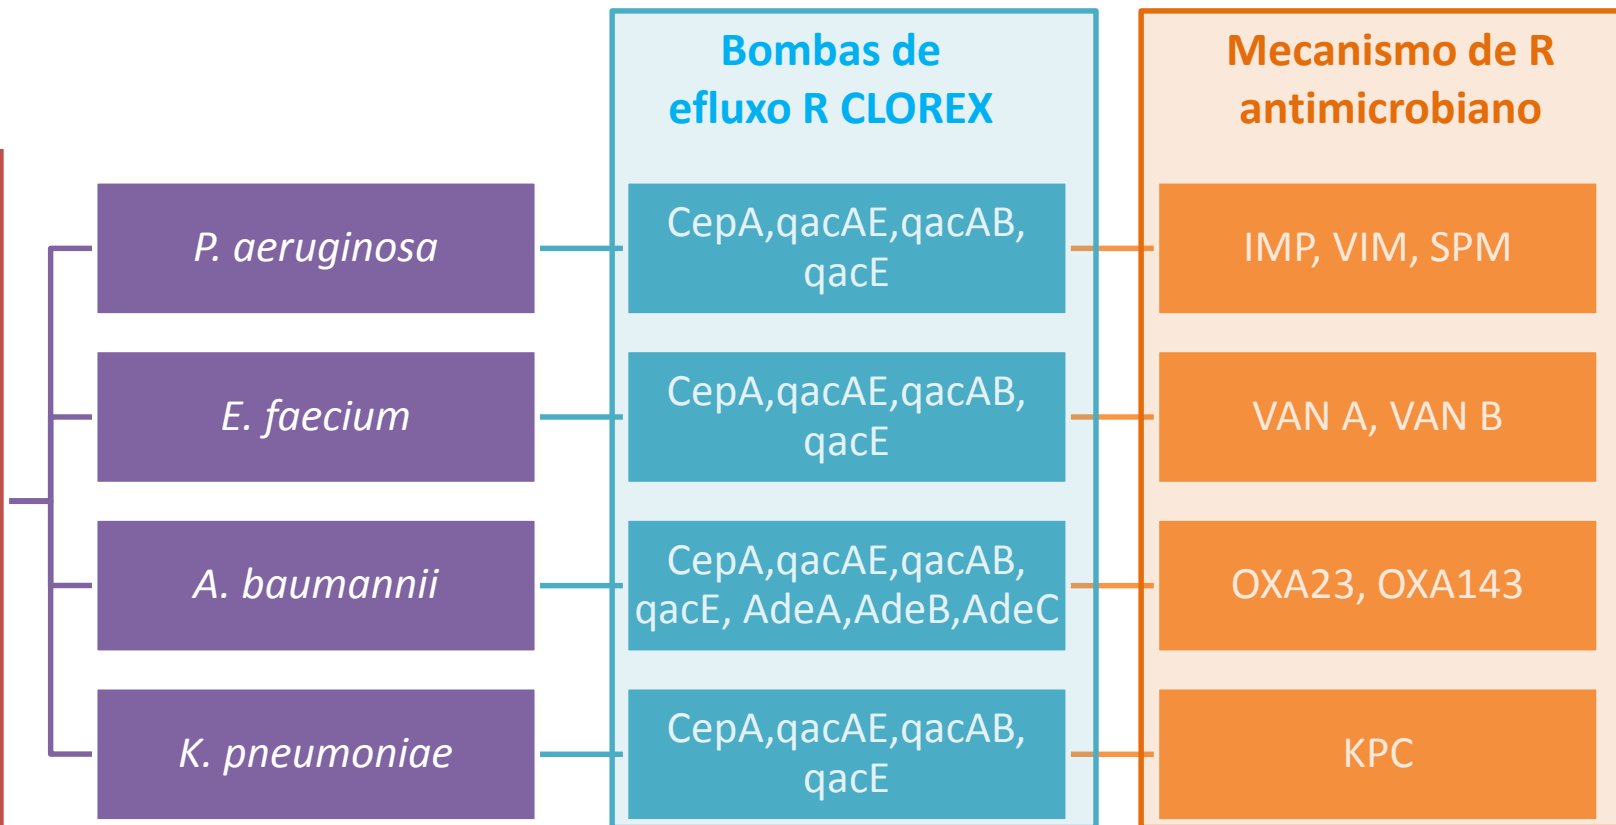 Bombas de
efluxo R CLOREX
Mecanismo de R
antimicrobiano
P. aeruginosa
CepA,qacAE,qacAB,
qacE
IMP, VIM, SPM
E. faecium
CepA,qacAE,qacAB,
qacE
VAN A, VAN B
A. baumannii
CepA,qacAE,qacAB,
qacE, AdeA,AdeB,AdeC
OXA23, OXA143
K. pneumoniae
CepA,qacAE,qacAB,
qacE
KPC